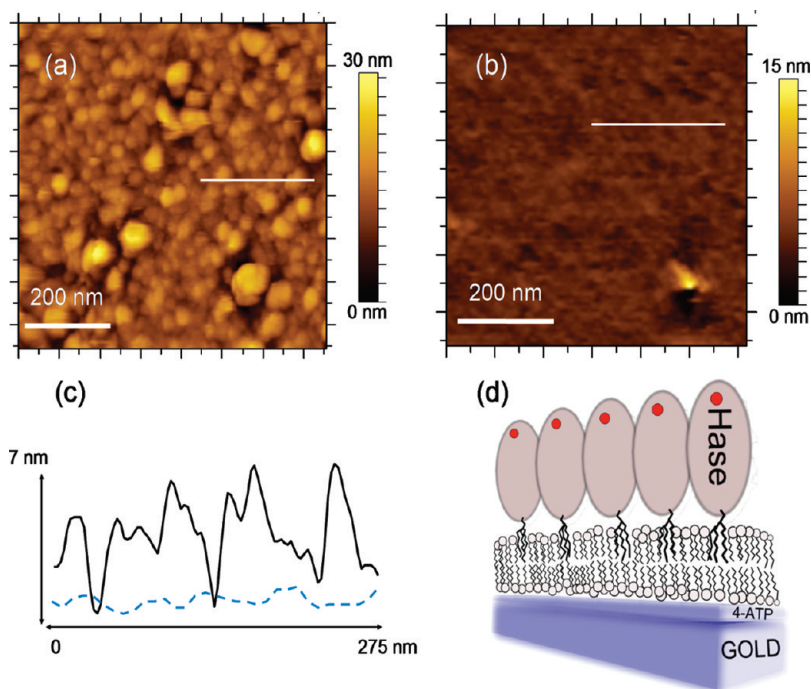 (a)
30 nm
200 nm
0 nm
(b)
15 nm
200 nm
0 nm
(c)
7 nm
0
275 nm
(d)
Hase
4-ATP
GOLD